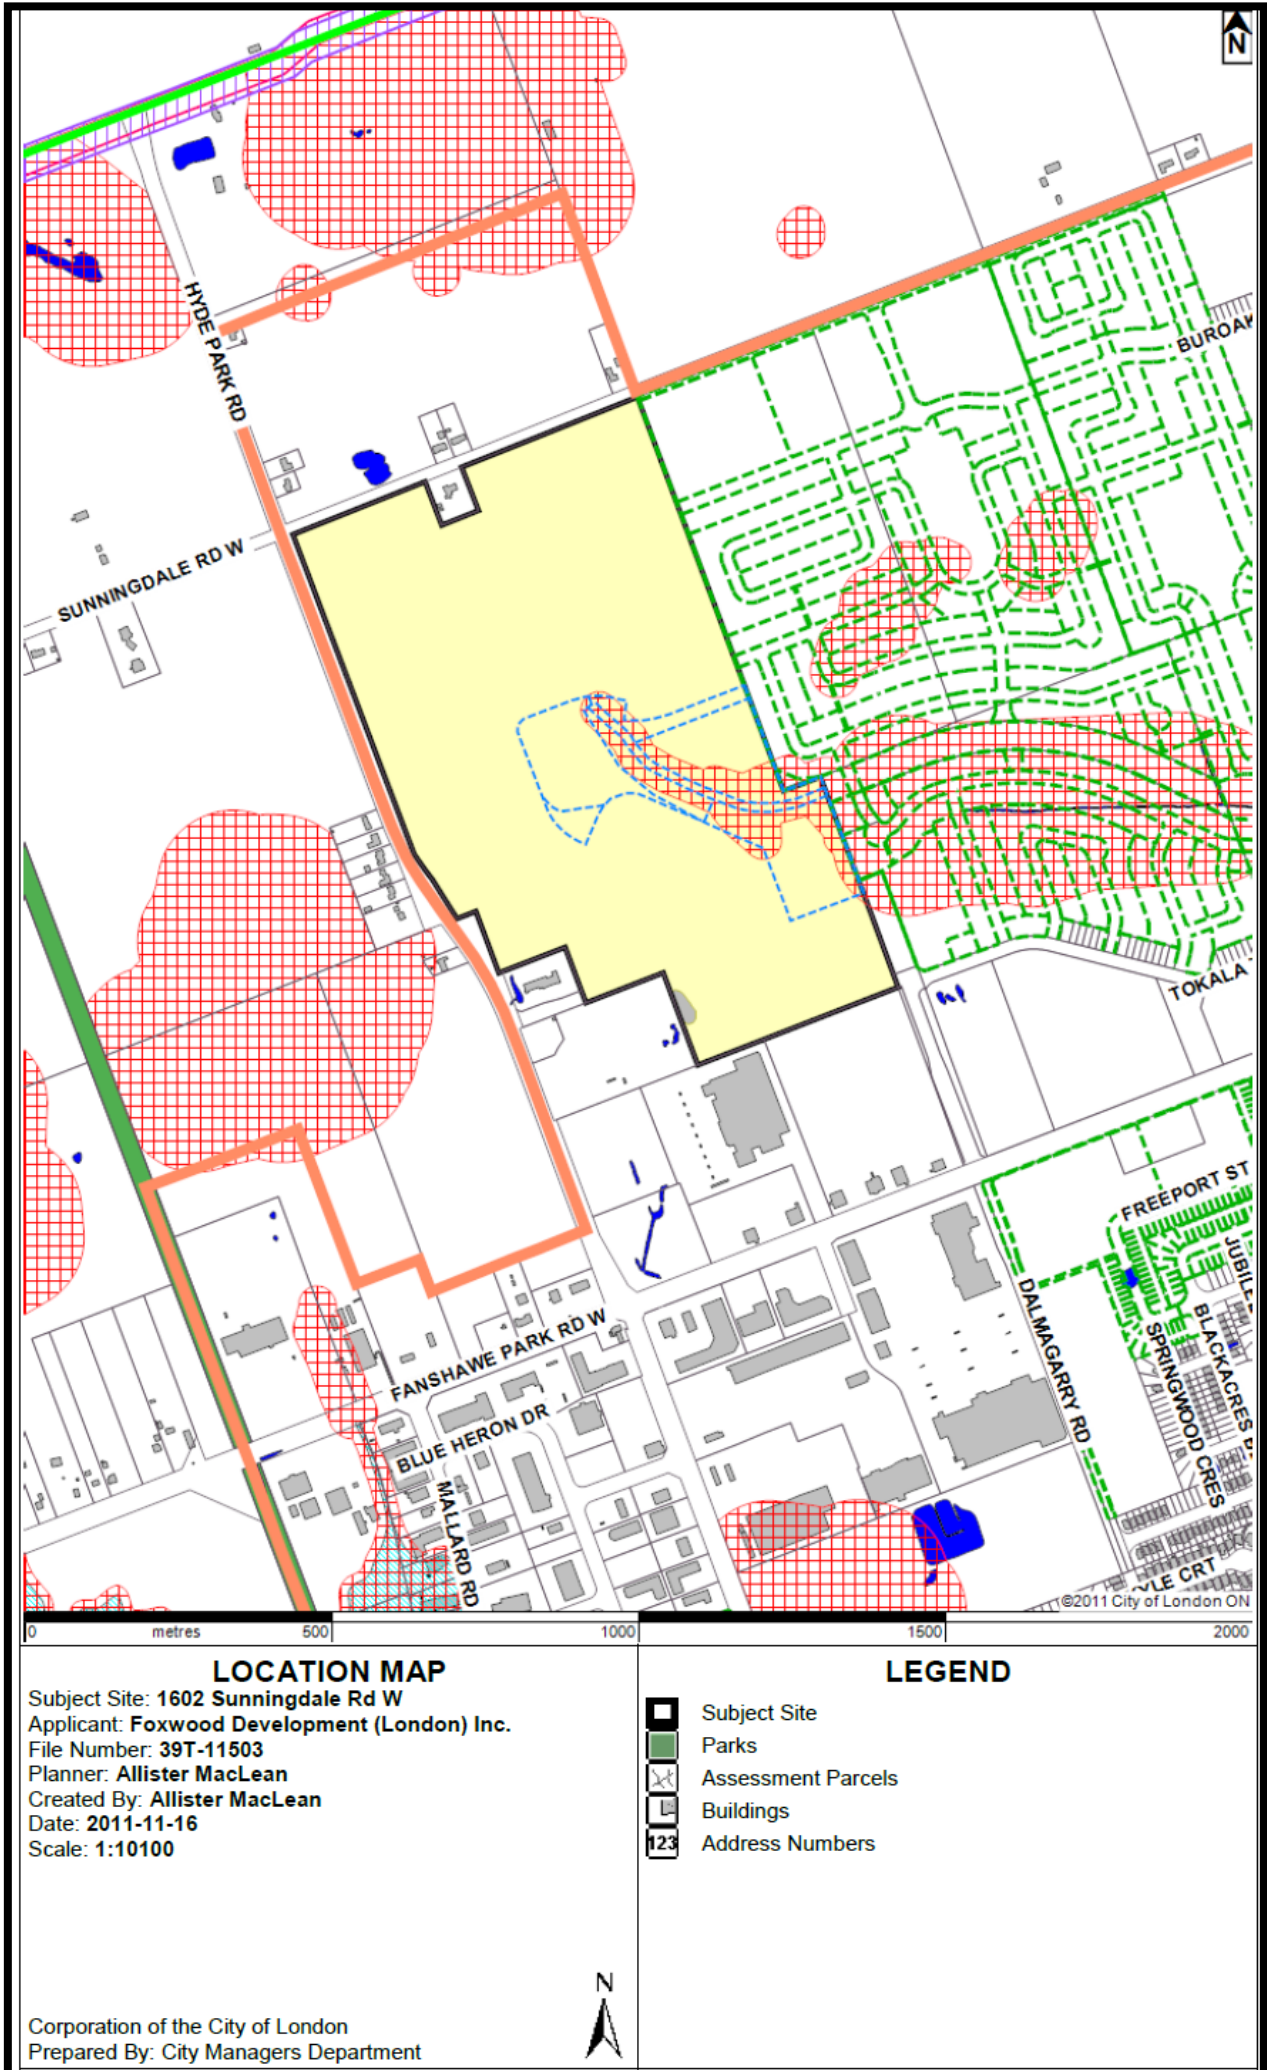 N
HYDE PARK RD
BUROAK
SUNNINGDALE RD W
TOKALA
FREEPORT ST
DALMAGARRY RD
SPRINGWOOD CRES
BLACKACRES
FANSHAWE PARK RD W
BLUE HERON DR
MALLARD RD
YLE CRT
©2011 City of London ON
0 metres 500 1000 1500 2000
LOCATION MAP
Subject Site: 1602 Sunningdale Rd W
Applicant: Foxwood Development (London) Inc.
File Number: 39T-11503
Planner: Allister MacLean
Created By: Allister MacLean
Date: 2011-11-16
Scale: 1:10100
N
Corporation of the City of London
Prepared By: City Managers Department
LEGEND
Subject Site
Parks
Assessment Parcels
Buildings
123 Address Numbers